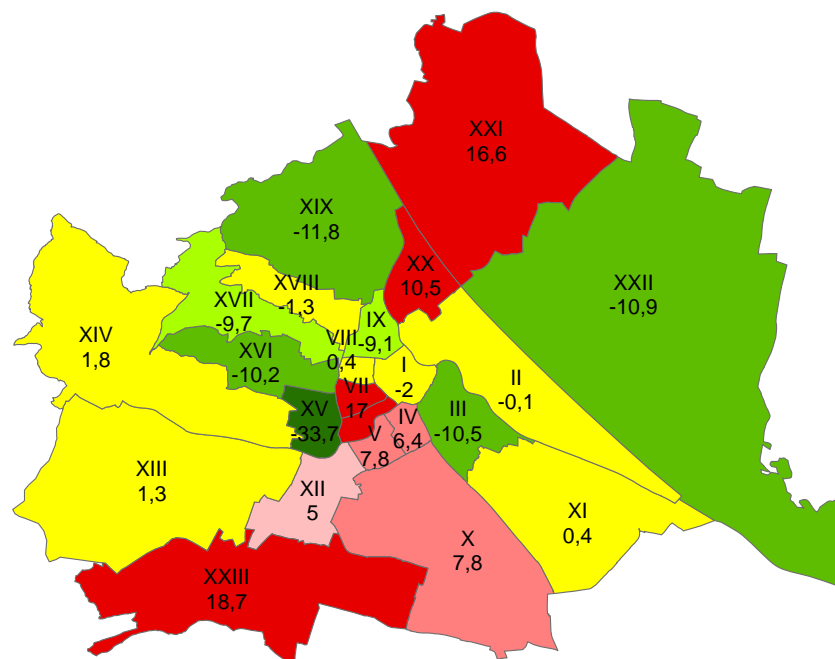 XXI
16,6
XIX
-11,8
XX
10,5
XXII
-10,9
XVIII
-1,3
XVII
-9,7
IX
-9,1
XIV
1,8
VIII
0,4
XVI
-10,2
I
-2
II
-0,1
VII
17
XV
-33,7
IV
6,4
III
-10,5
V
7,8
XIII
1,3
XII
5
XI
0,4
X
7,8
XXIII
18,7